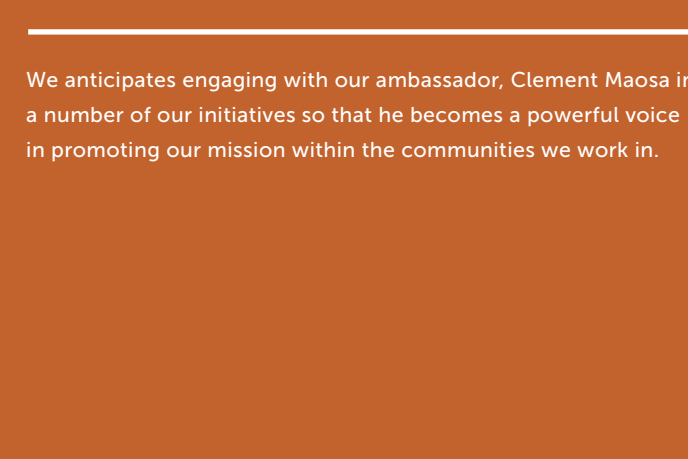 We anticipates engaging with our ambassador, Clement Maosa in
a number of our initiatives so that he becomes a powerful voice
in promoting our mission within the communities we work in.